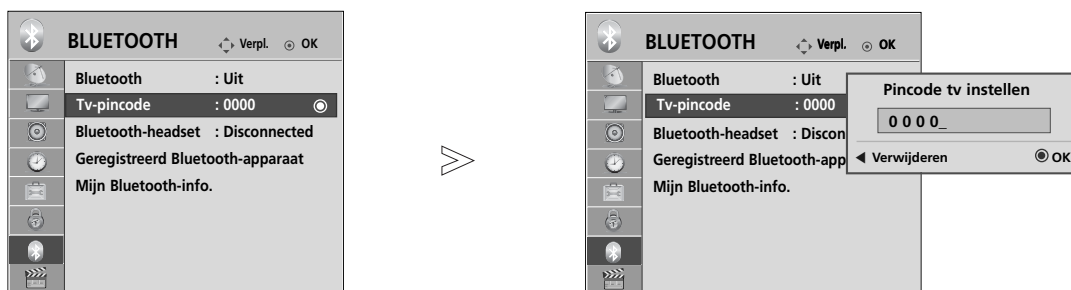 BLUETOOTH Verpl. OK
Bluetooth : Uit
Tv-pincode : 0000
Bluetooth-headset : Disconnected
Geregistreerd Bluetooth-apparaat
Mijn Bluetooth-info.
BLUETOOTH Verpl. OK
Bluetooth : Uit
Tv-pincode : 0000
Bluetooth-headset : Discon
Geregistreerd Bluetooth-app
Mijn Bluetooth-info.
Pincode tv instellen
0 0 0 0_
Verwijderen OK